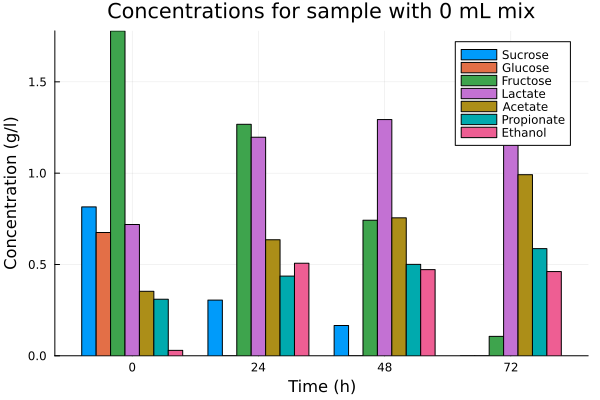 Concentrations for sample with 0 mL mix
Concentration (g/l)
1.5
1.0
0.5
0.0
Sucrose
Glucose
Fructose
Lactate
Acetate
Propionate
Ethanol
0 24 48 72
Time (h)